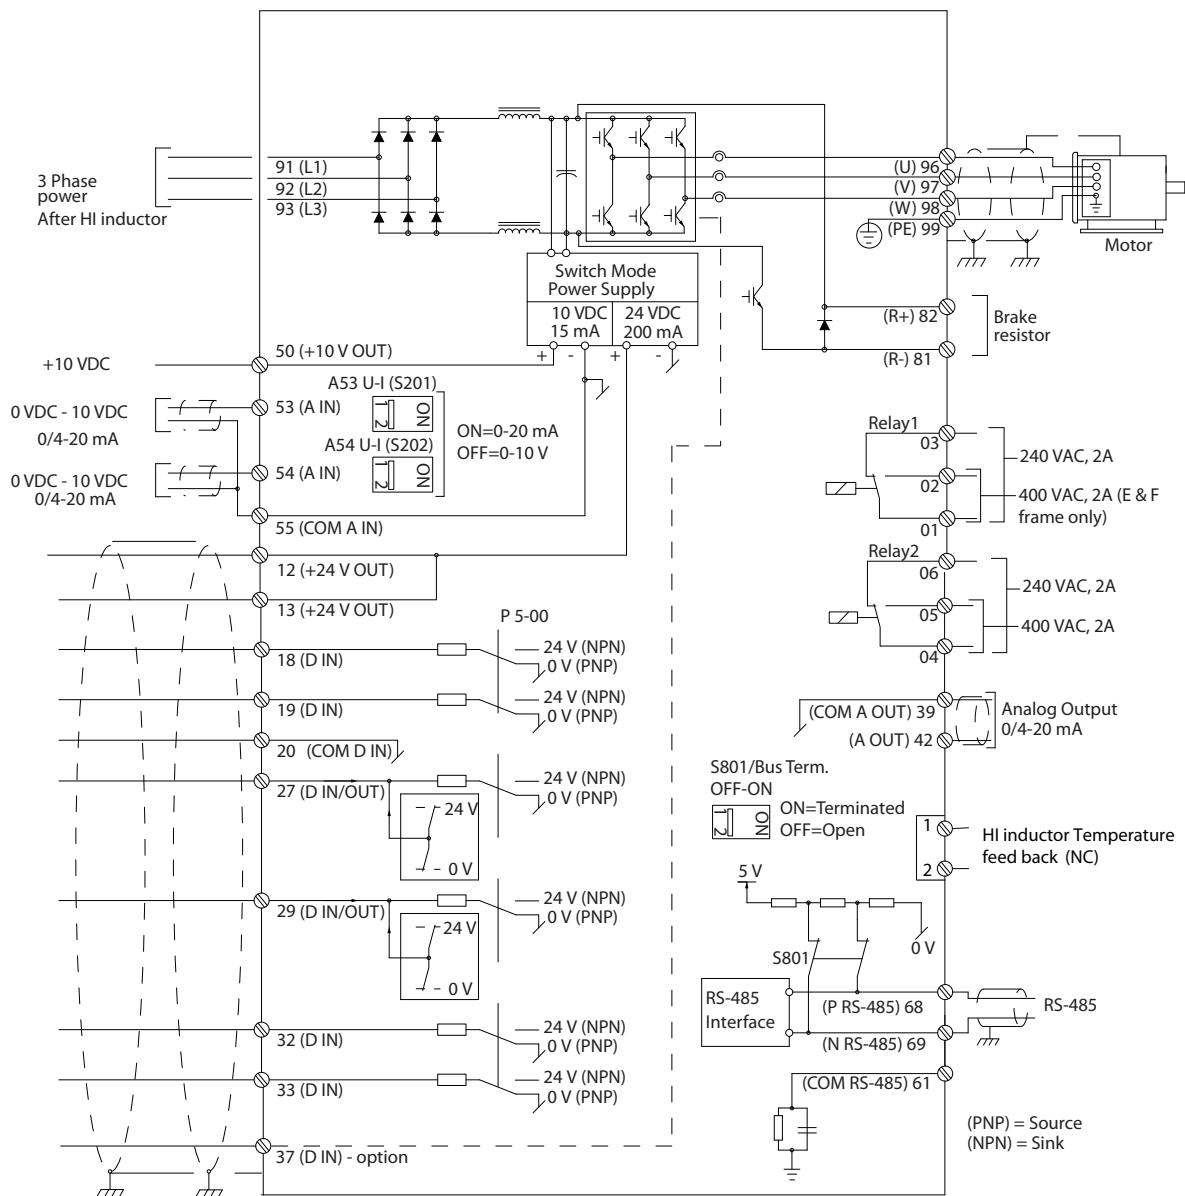 3 Phase
power
After HI inductor
91 (L1)
92 (L2)
93 (L3)
(U) 96
(V) 97
(W) 98
(PE) 99
Motor
Switch Mode
Power Supply
10 VDC
15 mA
24 VDC
200 mA
+ - + -
(R+) 82
(R-) 81
Brake
resistor
+10 VDC
50 (+10 V OUT)
0 VDC - 10 VDC
0/4-20 mA
53 (A IN)
A53 U-I (S201)
1 2 ON
A54 U-I (S202)
1 2 ON
ON=0-20 mA
OFF=0-10 V
0 VDC - 10 VDC
0/4-20 mA
54 (A IN)
55 (COM A IN)
12 (+24 V OUT)
13 (+24 V OUT)
P 5-00
18 (D IN)
24 V (NPN)
0 V (PNP)
19 (D IN)
24 V (NPN)
0 V (PNP)
20 (COM D IN)
27 (D IN/OUT)
24 V (NPN)
0 V (PNP)
24 V
0 V
29 (D IN/OUT)
24 V (NPN)
0 V (PNP)
24 V
0 V
32 (D IN)
24 V (NPN)
0 V (PNP)
33 (D IN)
24 V (NPN)
0 V (PNP)
37 (D IN) - option
Relay1
03
02
01
240 VAC, 2A
400 VAC, 2A (E & F
frame only)
Relay2
06
05
04
240 VAC, 2A
400 VAC, 2A
(COM A OUT) 39
(A OUT) 42
Analog Output
0/4-20 mA
S801/Bus Term.
OFF-ON
1 2 ON
ON=Terminated
OFF=Open
1
2
HI inductor Temperature
feed back (NC)
5 V
0 V
S801
RS-485
Interface
(P RS-485) 68
(N RS-485) 69
RS-485
(COM RS-485) 61
(PNP) = Source
(NPN) = Sink